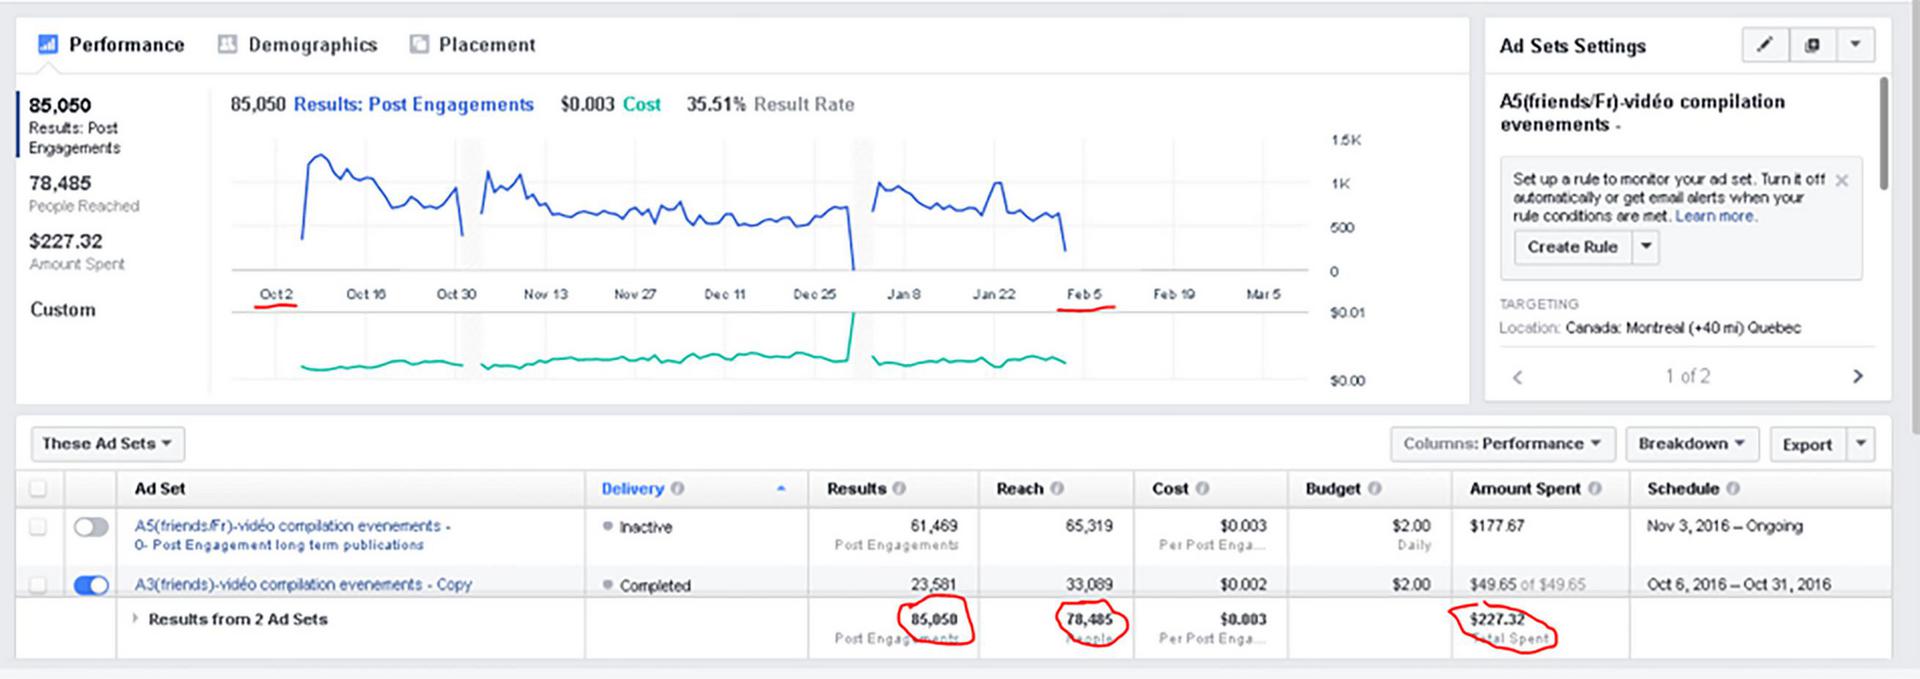 Performance Demographics Placement
85,050
Results: Post
Engagements
78,485
People Reached
$227.32
Amount Spent
Custom
85,050 Results: Post Engagements $0.003 Cost 35.51% Result Rate
1.5K
1K
500
0
Oct 2 Oct 16 Oct 30 Nov 13 Nov 27 Dec 11 Dec 25 Jan 8 Jan 22 Feb 5 Feb 19 Mar 5
$0.01
$0.00
Ad Sets Settings
A5(friends/Fr)-vidéo compilation
evenements -
Set up a rule to monitor your ad set. Turn it off
automatically or get email alerts when your
rule conditions are met. Learn more.
Create Rule
TARGETING
Location: Canada: Montreal (+40 mi) Quebec
1 of 2
These Ad Sets Columns: Performance Breakdown Export
Ad Set Delivery Results Reach Cost Budget Amount Spent Schedule
A5(friends/Fr)-vidéo compilation evenements - Inactive 61,469 65,319 $0.003 $2.00 $177.67 Nov 3, 2016 – Ongoing
0- Post Engagement long term publications Post Engagements Per Post Enga... Daily
A3(friends)-vidéo compilation evenements - Copy Completed 23,581 33,089 $0.002 $2.00 $49.65 of $49.65 Oct 6, 2016 – Oct 31, 2016
Results from 2 Ad Sets 85,050 78,485 $0.003 $227.32
Post Engagements People Per Post Enga... Total Spent